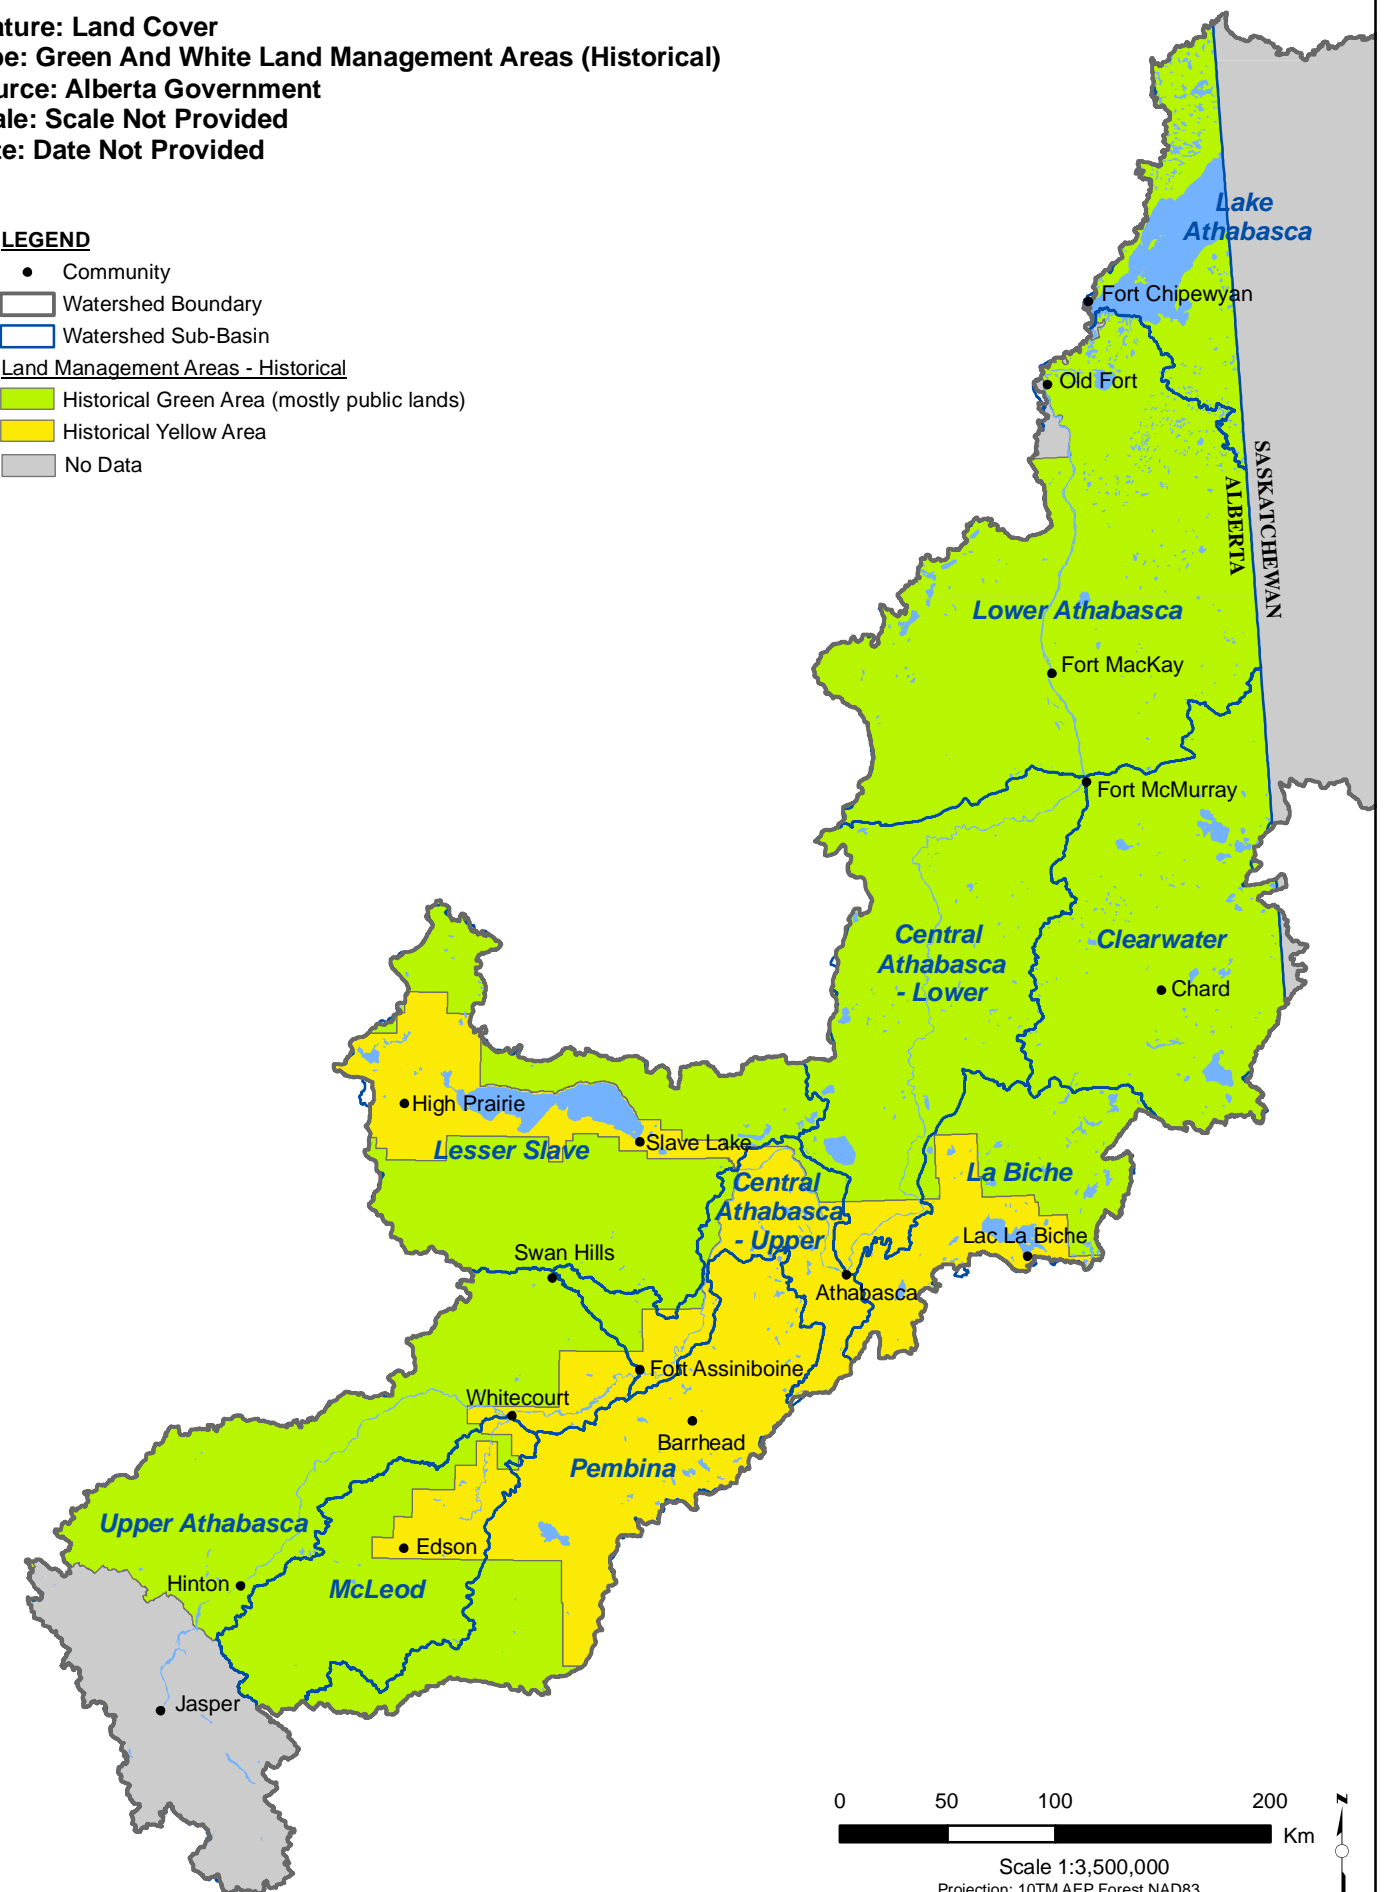 ature: Land Cover
pe: Green And White Land Management Areas (Historical)
urce: Alberta Government
ale: Scale Not Provided
te: Date Not Provided
LEGEND
Community
Watershed Boundary
Watershed Sub-Basin
Land Management Areas - Historical
Historical Green Area (mostly public lands)
Historical Yellow Area
No Data
Lake
Athabasca
Fort Chipewyan
Old Fort
SASKATCHEWAN
ALBERTA
Lower Athabasca
Fort MacKay
Fort McMurray
Central
Athabasca
- Lower
Clearwater
Chard
High Prairie
Lesser Slave
Slave Lake
Central
Athabasca
- Upper
La Biche
Lac La Biche
Swan Hills
Athabasca
Fort Assiniboine
Whitecourt
Barrhead
Pembina
Upper Athabasca
Edson
Hinton
McLeod
Jasper
0 50 100 200
Km
N
Scale 1:3,500,000
Projection: 10TM AEP Forest NAD83